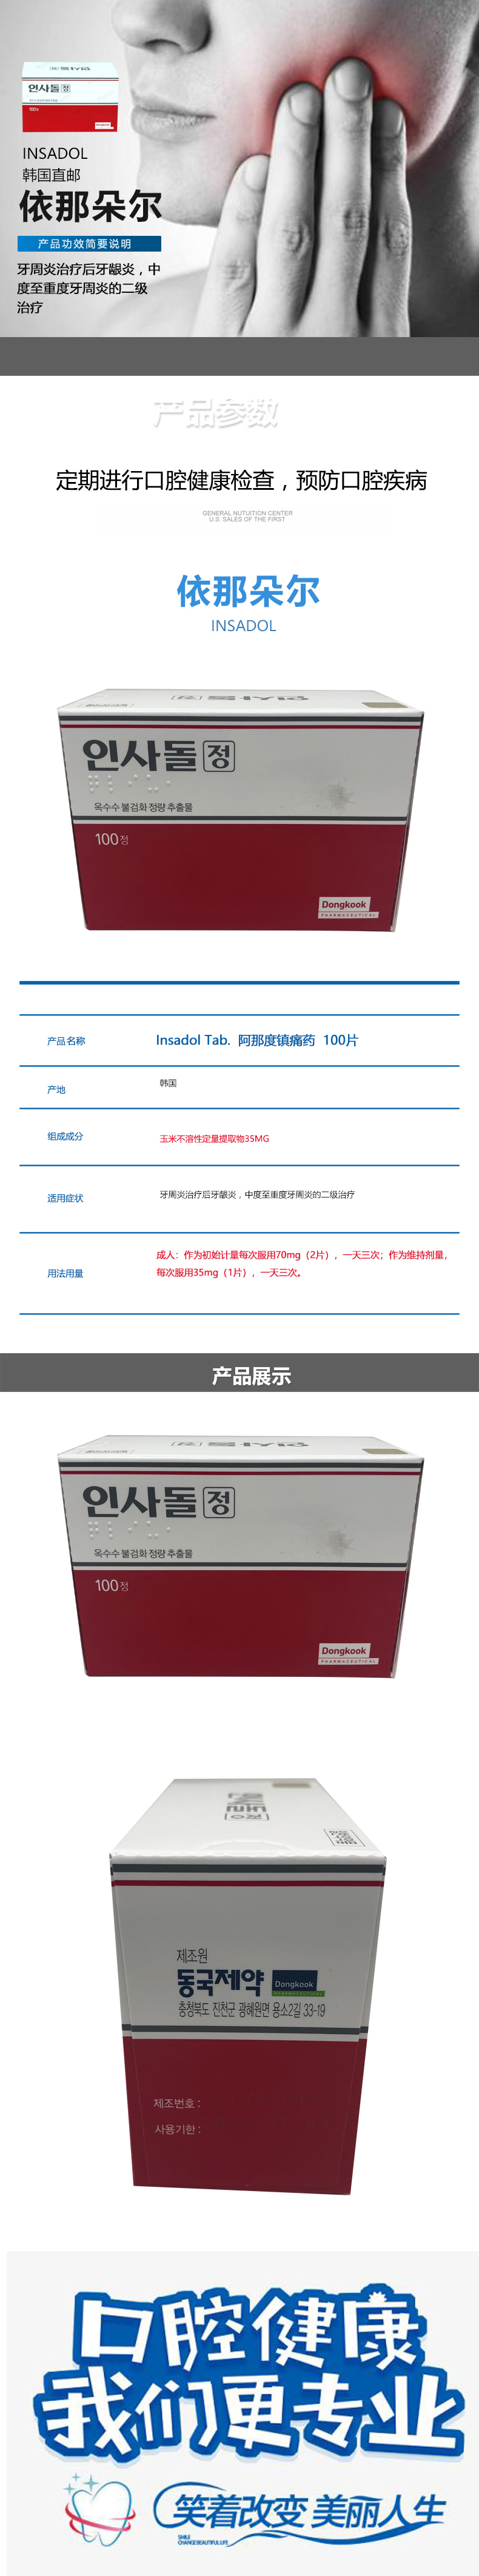 인사돌정
100정
Dongkook
INSADOL
韩国直邮
依那朵尔
产品功效简要说明
牙周炎治疗后牙龈炎，中
度至重度牙周炎的二级
治疗
产品参数
定期进行口腔健康检查，预防口腔疾病
GENERAL NUTUITION CENTER
U.S. SALES OF THE FIRST
依那朵尔
INSADOL
인사돌정
옥수수 불검화 정량 추출물
100정
Dongkook
PHARMACEUTICAL
产品名称 Insadol Tab. 阿那度镇痛药 100片
产地 韩国
组成成分 玉米不溶性定量提取物35MG
适用症状 牙周炎治疗后牙龈炎，中度至重度牙周炎的二级治疗
用法用量 成人：作为初始计量每次服用70mg（2片），一天三次；作为维持剂量，
每次服用35mg（1片），一天三次。
产品展示
인사돌정
옥수수 불검화 정량 추출물
100정
Dongkook
PHARMACEUTICAL
제조원
동국제약 Dongkook
PHARMACEUTICAL
충청북도 진천군 광혜원면 용소2길 33-19
제조번호 :
사용기한 :
口腔健康
我们更专业
笑着改变 美丽人生
SMILE
CHANGE BEAUTIFUL LIFE